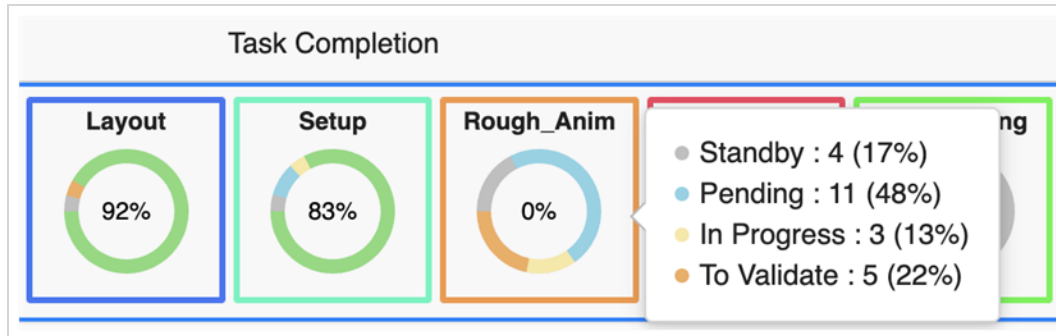 Task Completion
Layout
Setup
Rough_Anim
92%
83%
0%
Standby : 4 (17%)
Pending : 11 (48%)
In Progress : 3 (13%)
To Validate : 5 (22%)